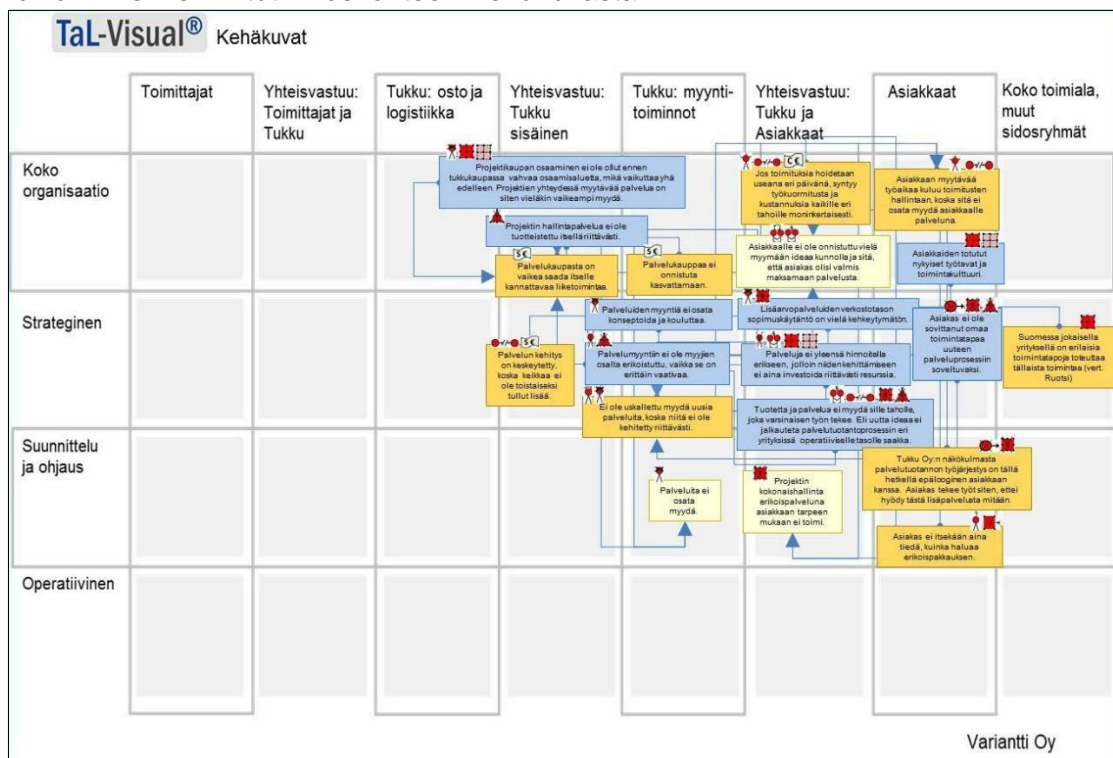 TaL-Visual® Kehäkuvat
Toimittajat
Yhteisvastuu:
Toimittajat ja
Tukku
Tukku: osto ja
logistiikka
Yhteisvastuu:
Tukku
sisäinen
Tukku: myynti-
toiminnot
Yhteisvastuu:
Tukku ja
Asiakkaat
Asiakkaat
Koko toimiala,
muut
sidosryhmät
Koko
organisaatio
Projektikaupan osaaminen ei ole ollut ennen
tukkukaupassa vahvaa osaamisaluetta, mikä vaikuttaa yhä
edelleen. Projektien yhteydessä myytävää palvelua on
siten vieläkin vaikeampi myydä.
Projektin hallintapalvelua ei ole
tuotteistettu itsellä riittävästi.
S€
Palvelukaupasta on
vaikea saada itselle
kannattavaa liiketoimintaa.
S€
Palvelukauppaa ei
onnistuta
kasvattamaan.
C€
Jos toimituksia hoidetaan
useana eri päivänä, syntyy
työkuormitusta ja
kustannuksia kaikille eri
tahoille moninkertaisesti.
Asiakkaalle ei ole onnistuttu vielä
myymään ideaa kunnolla ja sitä,
että asiakas olisi valmis
maksamaan palvelusta.
Asiakkaan myytävää
työaikaa kuluu toimitusten
hallintaan, koska sitä ei
osata myydä asiakkaalle
palveluna.
Asiakkaiden totutut
nykyiset työtavat ja
toimintakulttuuri.
Strateginen
S€
Palvelun kehitys
on keskeytetty,
koska keikkaa ei
ole toistaiseksi
tullut lisää.
Palveluiden myyntiä ei osata
konseptoida ja kouluttaa.
Palvelumyyntiin ei ole myyjien
osalta erikoistuttu, vaikka se on
erittäin vaativaa.
Ei ole uskallettu myydä uusia
palveluita, koska niitä ei ole
kehitetty riittävästi.
Lisäarvopalveluiden verkostotason
sopimuskäytäntö on vielä kehkeytymätön.
Palveluja ei yleensä hinnoitella
erikseen, jolloin niiden kehittämiseen
ei aina investoida riittävästi resurssia.
C€
Tuotetta ja palvelua ei myydä sille taholle,
joka varsinaisen työn tekee. Eli uutta ideaa ei
jalkauteta palvelutuotantoprosessin eri
yrityksissä operatiiviselle tasolle saakka.
Asiakas ei ole
sovittanut omaa
toimintatapaa
uuteen
palveluprosessiin
soveltuvaksi.
Suomessa jokaisella
yrityksellä on erilaisia
toimintatapoja toteuttaa
tällaista toimintaa (vert.
Ruotsi)
Suunnittelu
ja ohjaus
Palveluita ei
osata
myydä.
Projektin
kokonaishallinta
erikoispalveluna
asiakkaan tarpeen
mukaan ei toimi.
Tukku Oy:n näkökulmasta
palvelutuotannon työjärjestys on tällä
hetkellä epälooginen asiakkaan
kanssa. Asiakas tekee työt siten, ettei
hyödy tästä lisäpalvelusta mitään.
Asiakas ei itsekään aina
tiedä, kuinka haluaa
erikoispakkauksen.
Operatiivinen
Variantti Oy